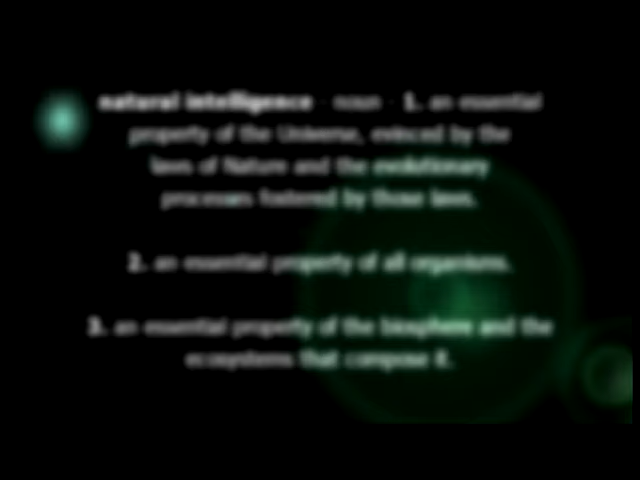 natural intelligence · noun · 1. an essential
property of the Universe, evinced by the
laws of Nature and the evolutionary
processes fostered by those laws.
2. an essential property of all organisms.
3. an essential property of the biosphere and the
ecosystems that compose it.